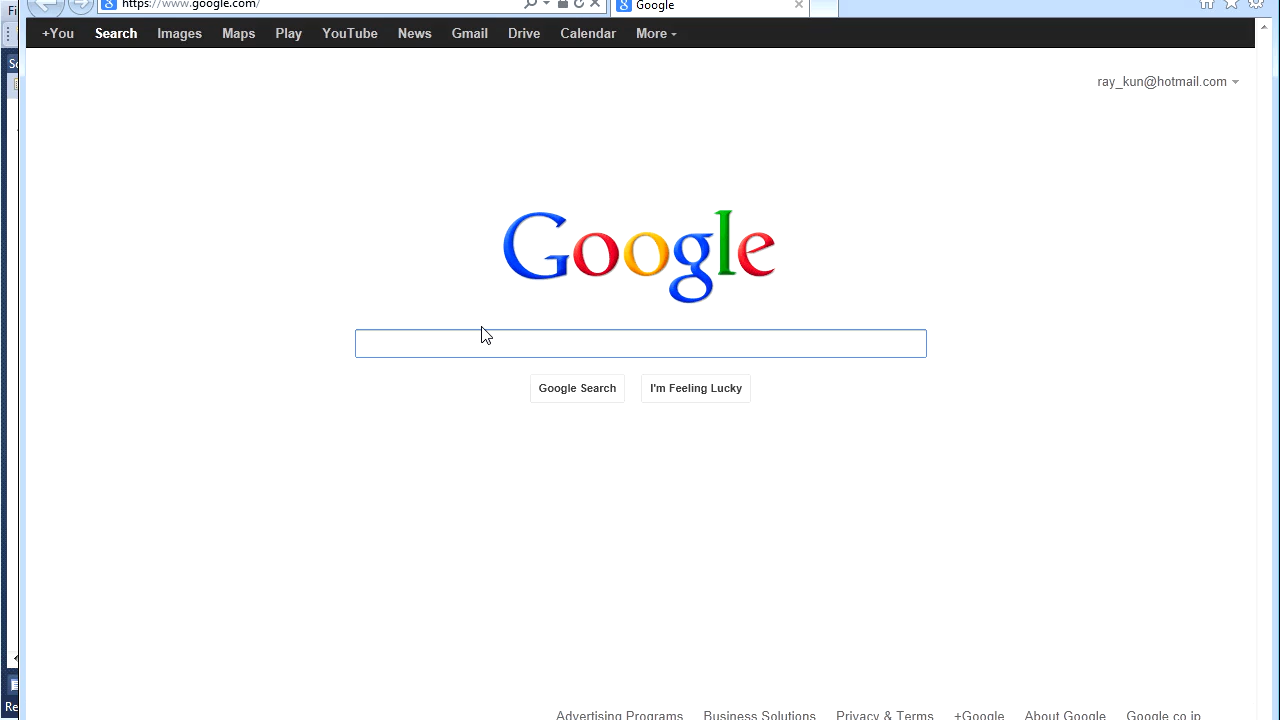 Fi
https://www.google.com/
Google
+You Search Images Maps Play YouTube News Gmail Drive Calendar More
ray_kun@hotmail.com
Google
Google Search I'm Feeling Lucky
Advertising Programs Business Solutions Privacy & Terms +Google About Google Google.co.jp